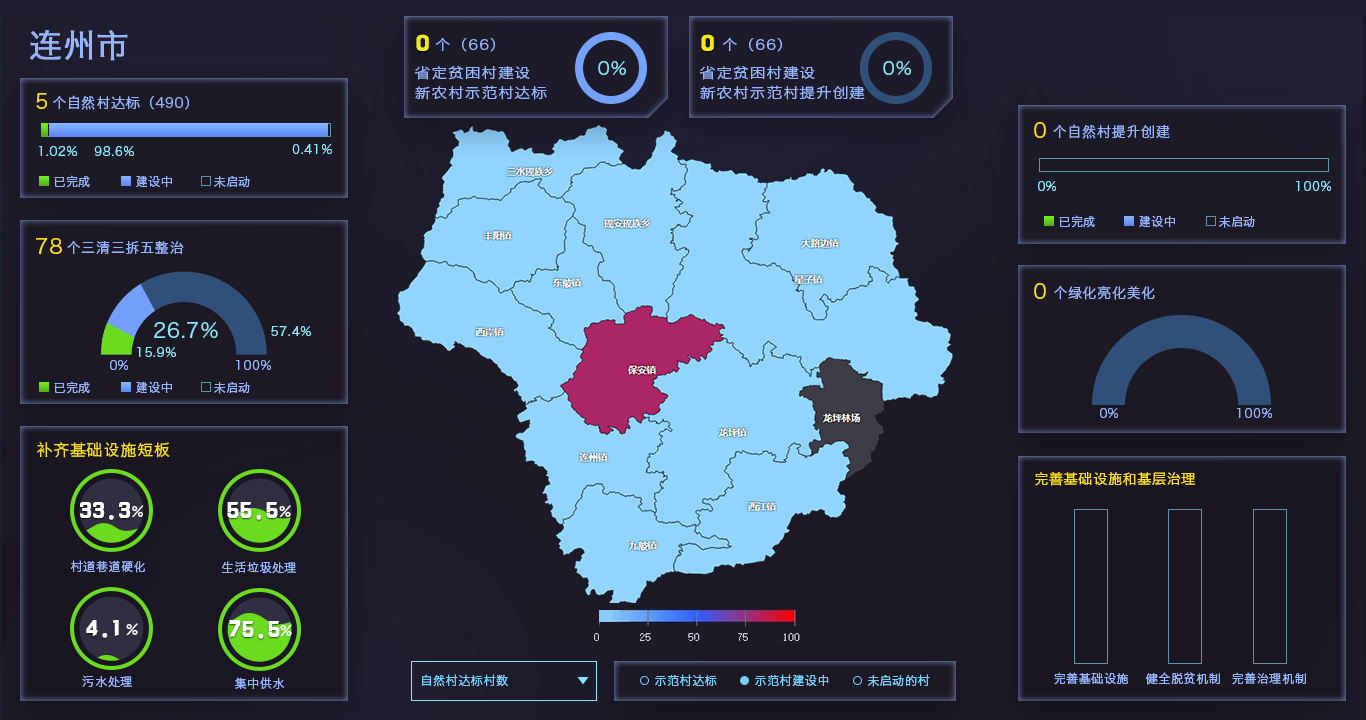 连州市
5 个自然村达标（490）
1.02% 98.6% 0.41%
已完成 建设中 未启动
78 个三清三拆五整治
26.7%
57.4%
15.9%
0% 100%
已完成 建设中 未启动
补齐基础设施短板
33.3% 55.5%
村道巷道硬化 生活垃圾处理
4.1% 75.5%
污水处理 集中供水
0 个（66）
省定贫困村建设
新农村示范村达标
0%
0 个（66）
省定贫困村建设
新农村示范村提升创建
0%
三水瑶族乡
瑶安瑶族乡
丰阳镇
大路边镇
星子镇
东陂镇
西岸镇
保安镇
龙坪林场
龙坪镇
连州镇
西江镇
九陂镇
0 25 50 75 100
自然村达标村数
示范村达标 示范村建设中 未启动的村
0 个自然村提升创建
0% 100%
已完成 建设中 未启动
0 个绿化亮化美化
0% 100%
完善基础设施和基层治理
完善基础设施 健全脱贫机制 完善治理机制